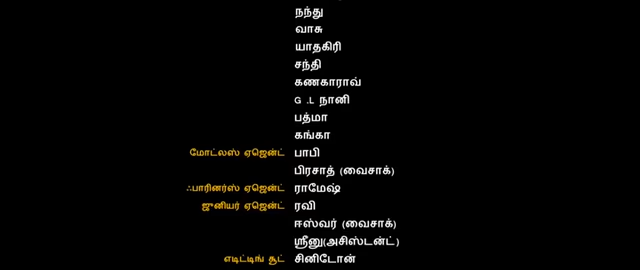 நந்து
வாசு
யாதகிரி
சந்தி
கணகாராவ்
G .L நானி
பத்மா
கங்கா
மோட்லஸ் ஏஜென்ட் பாபி
பிரசாத் (வைசாக்)
ஃபாரினர்ஸ் ஏஜென்ட் ராமேஷ்
ஜுனியர் ஏஜென்ட் ரவி
ஈஸ்வர் (வைசாக்)
ஸ்ரீனு(அசிஸ்டன்ட்)
எடிட்டிங் சூட் சினிடோன்